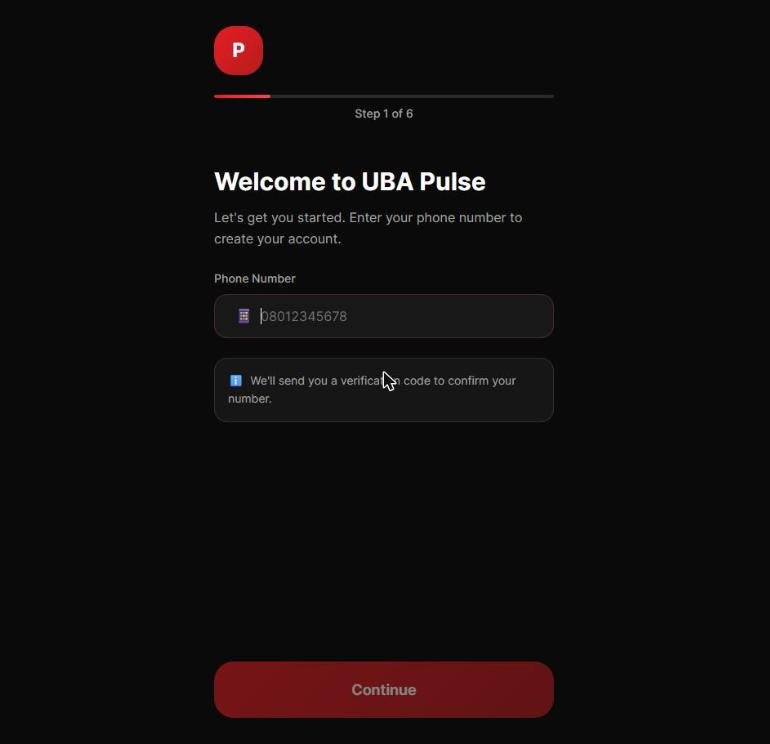 P
Step 1 of 6
Welcome to UBA Pulse
Let's get you started. Enter your phone number to
create your account.
Phone Number
08012345678
We'll send you a verification code to confirm your
number.
Continue